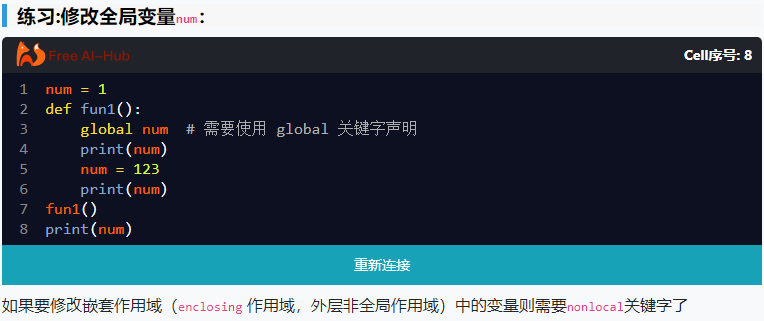 练习:修改全局变量num：
Free AI-Hub
Cell序号: 8
1 num = 1
2 def fun1():
3     global num  # 需要使用 global 关键字声明
4     print(num)
5     num = 123
6     print(num)
7 fun1()
8 print(num)
重新连接
如果要修改嵌套作用域（enclosing 作用域，外层非全局作用域）中的变量则需要nonlocal关键字了